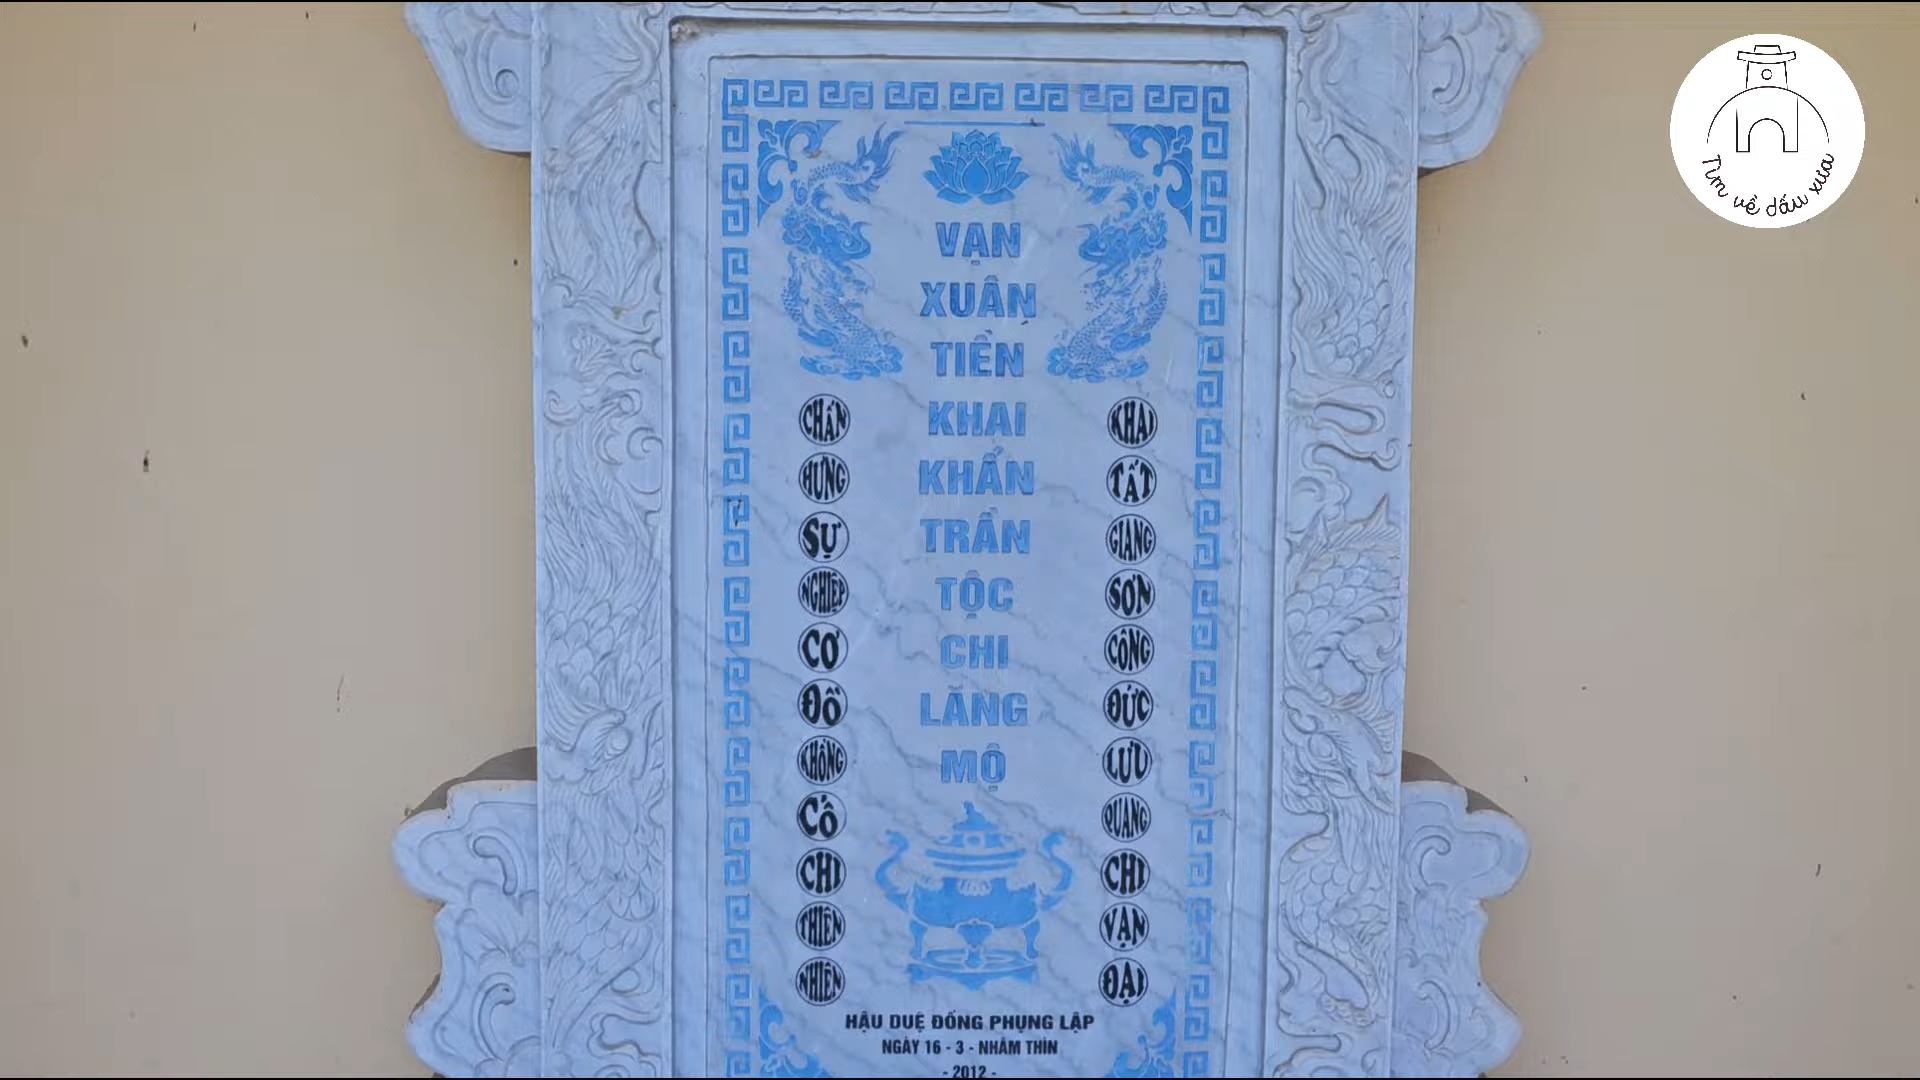 Tìm về dấu xưa
VẠN
XUÂN
TIỀN
KHAI
KHẨN
TRẦN
TỘC
CHI
LĂNG
MỘ
KHAI
TẤT
GIANG
SƠN
CÔNG
ĐỨC
LƯU
QUANG
CHI
VẠN
ĐẠI
CHẤN
HƯNG
SỰ
NGHIỆP
CƠ
ĐỒ
KHỔNG
CỐ
CHI
THIÊN
NHIÊN
HẬU DUỆ ĐỒNG PHỤNG LẬP
NGÀY 16 - 3 - NHÂM THÌN
- 2012 -